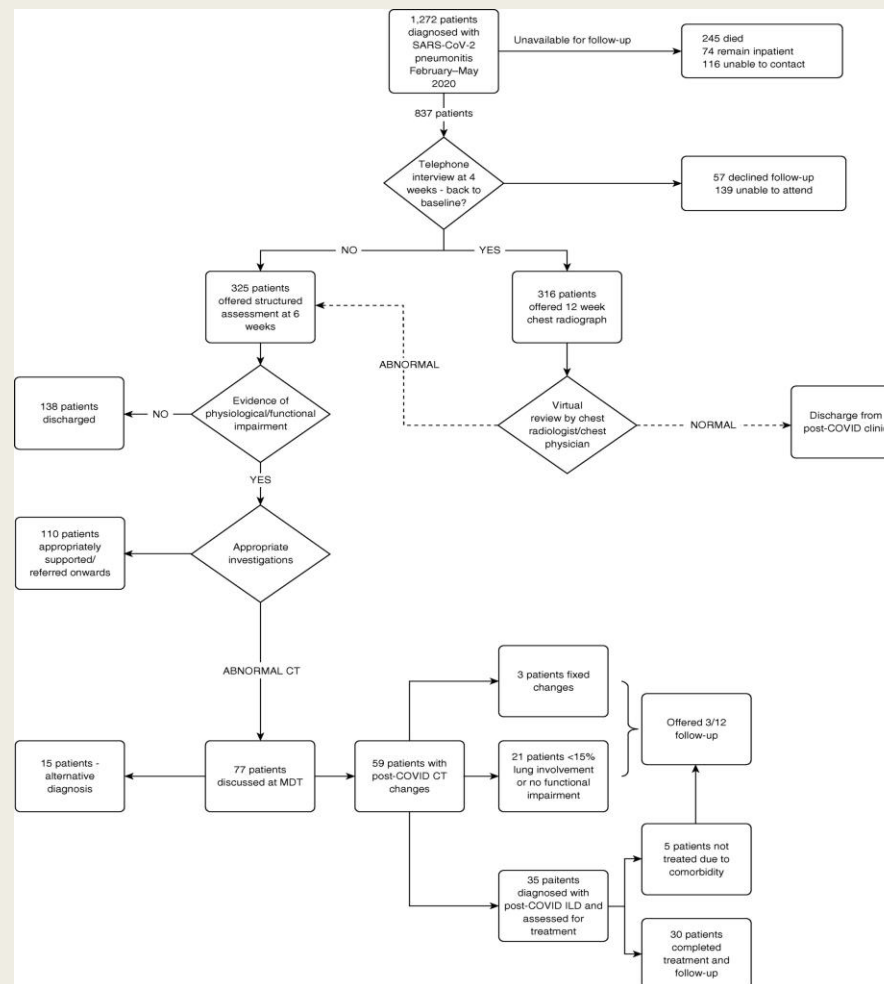 1,272 patients
diagnosed with
SARS-CoV-2
pneumonitis
February–May
2020
Unavailable for follow-up
245 died
74 remain inpatient
116 unable to contact
837 patients
Telephone
interview at 4
weeks - back to
baseline?
57 declined follow-up
139 unable to attend
NO
YES
325 patients
offered structured
assessment at 6
weeks
316 patients
offered 12 week
chest radiograph
ABNORMAL
138 patients
discharged
NO
Evidence of
physiological/functional
impairment
Virtual
review by chest
radiologist/chest
physician
NORMAL
Discharge from
post-COVID clinic
YES
110 patients
appropriately
supported/
referred onwards
Appropriate
investigations
ABNORMAL CT
3 patients fixed
changes
Offered 3/12
follow-up
15 patients -
alternative
diagnosis
77 patients
discussed at MDT
59 patients with
post-COVID CT
changes
21 patients <15%
lung involvement
or no functional
impairment
5 patients not
treated due to
comorbidity
35 paitents
diagnosed with
post-COVID ILD and
assessed for
treatment
30 patients
completed
treatment and
follow-up